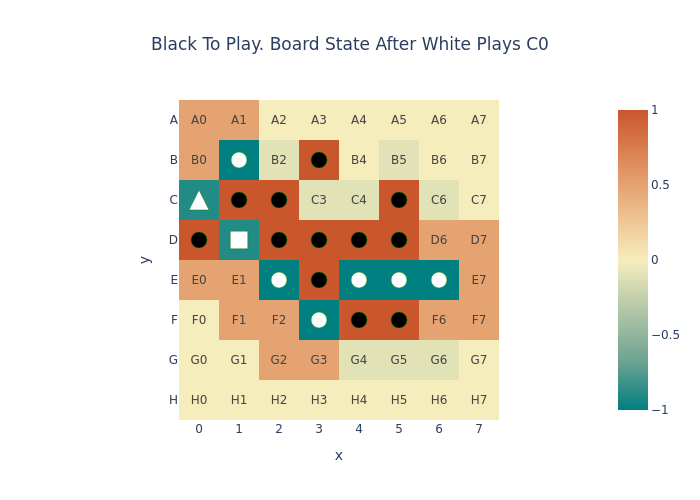 Black To Play. Board State After White Plays C0
A A0 A1 A2 A3 A4 A5 A6 A7
B B0 B2 B4 B5 B6 B7
C C3 C4 C6 C7
D D6 D7
E E0 E1 E7
F F0 F1 F2 F6 F7
G G0 G1 G2 G3 G4 G5 G6 G7
H H0 H1 H2 H3 H4 H5 H6 H7
0 1 2 3 4 5 6 7
x
y
1
0.5
0
−0.5
−1